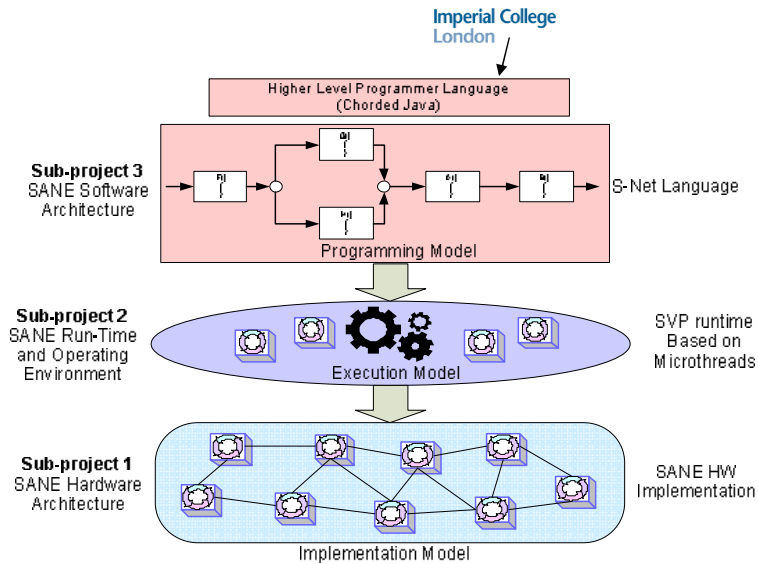 Imperial College
London
Higher Level Programmer Language
(Chorded Java)
Sub-project 3
SANE Software
Architecture
S-Net Language
Programming Model
Sub-project 2
SANE Run-Time
and Operating
Environment
SVP runtime
Based on
Microthreads
Execution Model
Sub-project 1
SANE Hardware
Architecture
SANE HW
Implementation
Implementation Model